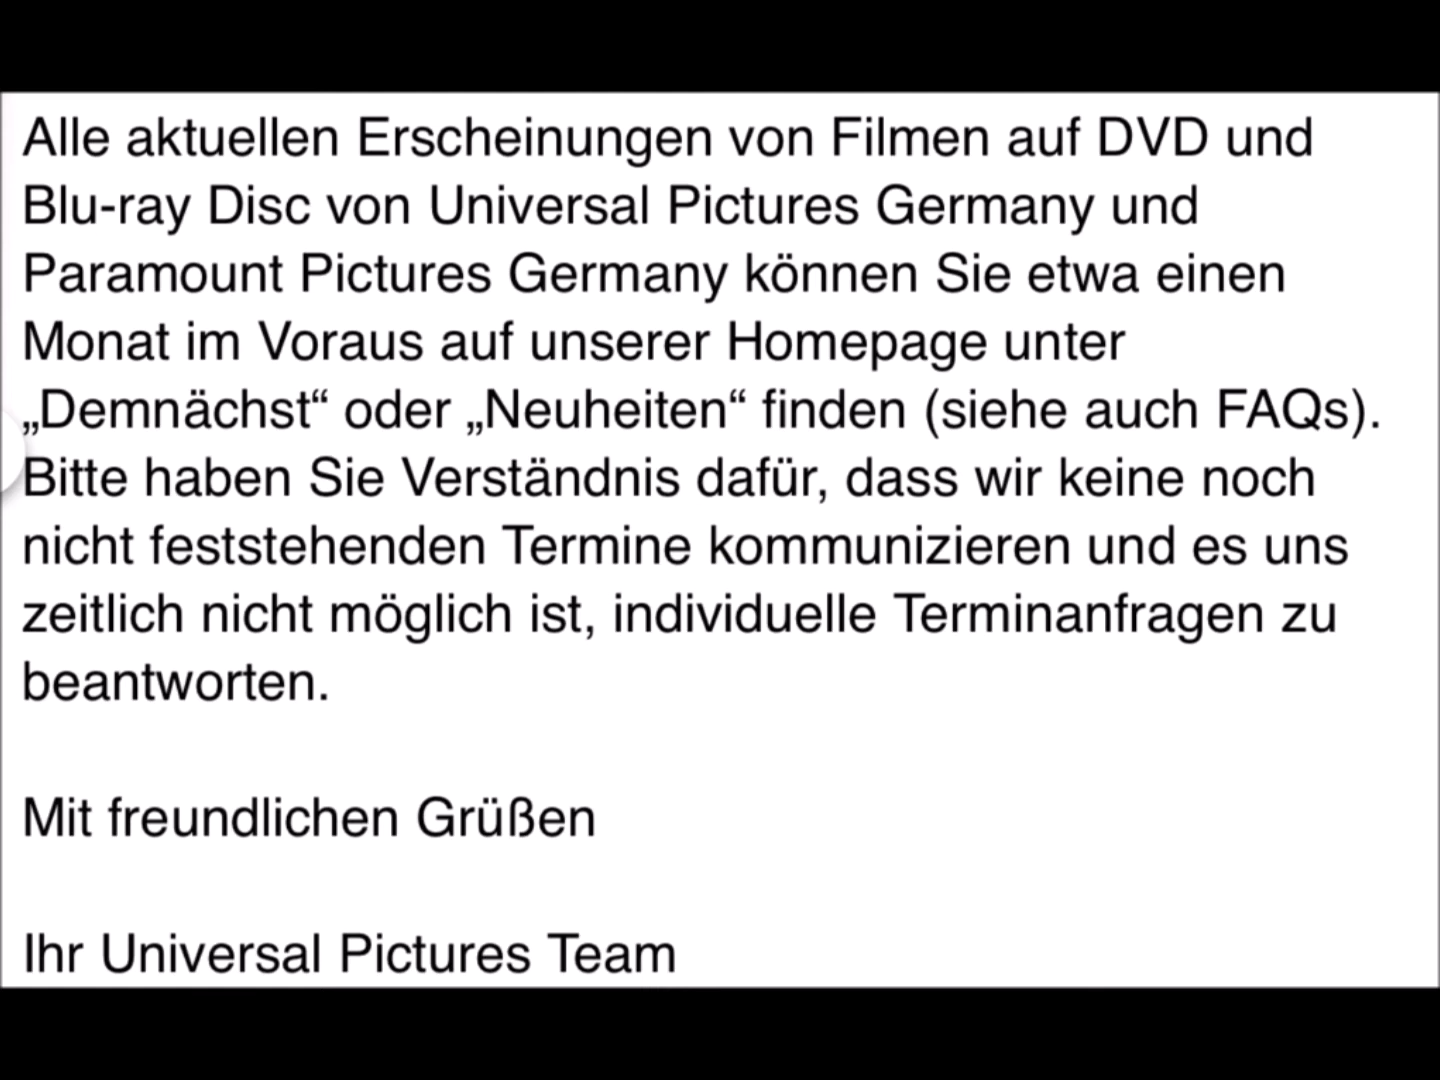 Alle aktuellen Erscheinungen von Filmen auf DVD und
Blu-ray Disc von Universal Pictures Germany und
Paramount Pictures Germany können Sie etwa einen
Monat im Voraus auf unserer Homepage unter
„Demnächst“ oder „Neuheiten“ finden (siehe auch FAQs).
Bitte haben Sie Verständnis dafür, dass wir keine noch
nicht feststehenden Termine kommunizieren und es uns
zeitlich nicht möglich ist, individuelle Terminanfragen zu
beantworten.
Mit freundlichen Grüßen
Ihr Universal Pictures Team